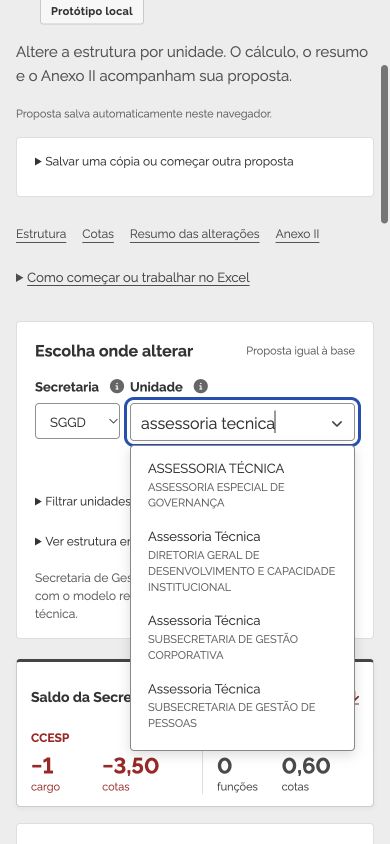 Protótipo local
Altere a estrutura por unidade. O cálculo, o resumo
e o Anexo II acompanham sua proposta.
Proposta salva automaticamente neste navegador.
Salvar uma cópia ou começar outra proposta
Estrutura Cotas Resumo das alterações Anexo II
Como começar ou trabalhar no Excel
Escolha onde alterar
Proposta igual à base
Secretaria Unidade
SGGD
assessoria tecnica
ASSESSORIA TÉCNICA
ASSESSORIA ESPECIAL DE
GOVERNANÇA
Assessoria Técnica
DIRETORIA GERAL DE
DESENVOLVIMENTO E CAPACIDADE
INSTITUCIONAL
Assessoria Técnica
SUBSECRETARIA DE GESTÃO
CORPORATIVA
Assessoria Técnica
SUBSECRETARIA DE GESTÃO DE
PESSOAS
Filtrar unidades
Ver estrutura
Secretaria de
com o modelo
técnica.
Saldo da
CCESP
−1 −3,50 0 0,60
cargo cotas funções cotas